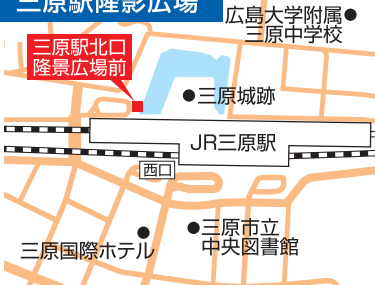 三原駅隆景広場
広島大学附属
三原中学校
三原駅北口
隆景広場前
三原城跡
JR三原駅
西口
三原国際ホテル
三原市立
中央図書館